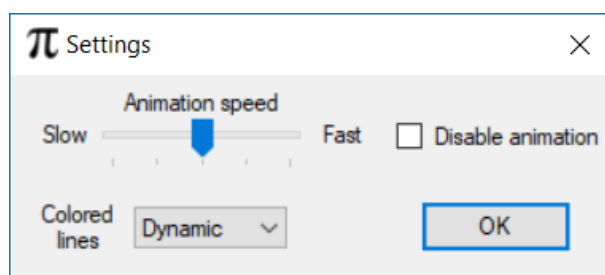 π Settings
Animation speed
Slow Fast Disable animation
Colored
lines Dynamic OK